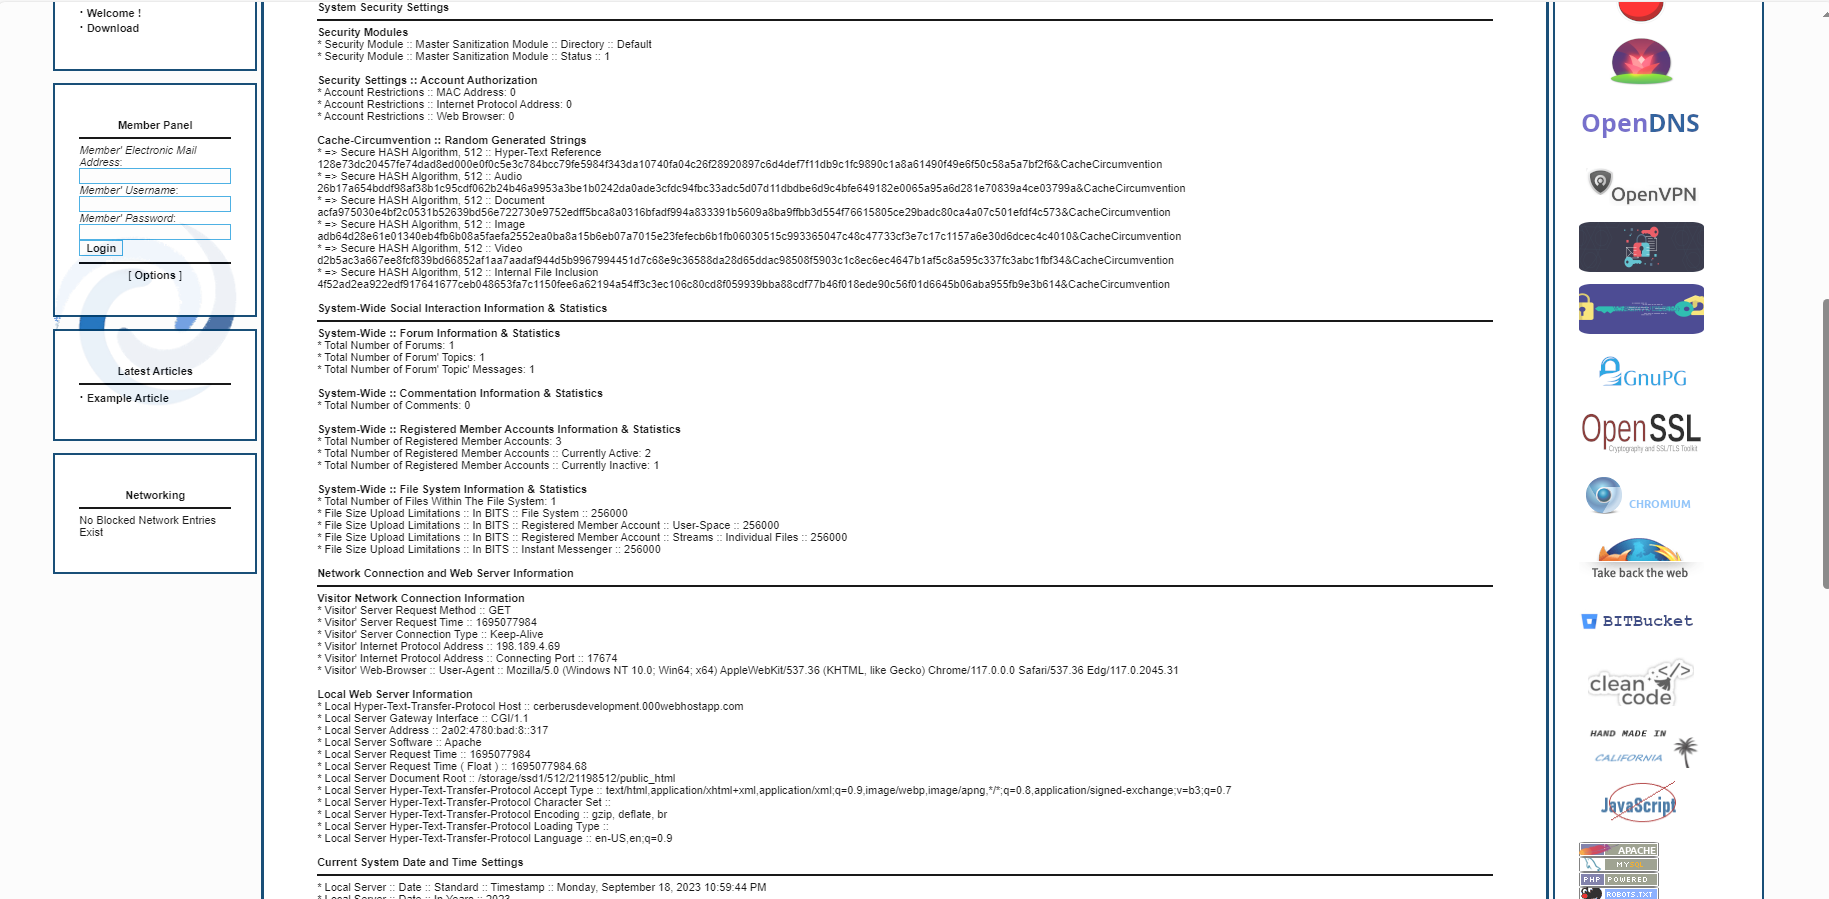 · Welcome !
· Download
Member Panel
Member' Electronic Mail
Address:
Member' Username:
Member' Password:
Login
[ Options ]
Latest Articles
· Example Article
Networking
No Blocked Network Entries
Exist
System Security Settings
Security Modules
* Security Module :: Master Sanitization Module :: Directory :: Default
* Security Module :: Master Sanitization Module :: Status :: 1
Security Settings :: Account Authorization
* Account Restrictions :: MAC Address: 0
* Account Restrictions :: Internet Protocol Address: 0
* Account Restrictions :: Web Browser: 0
Cache-Circumvention :: Random Generated Strings
* => Secure HASH Algorithm, 512 :: Hyper-Text Reference
128e73dc20457fe74dad8ed000e0f0c5e3c784bcc79fe5984f343da10740fa04c26f28920897c6d4def7f11db9c1fc9890c1a8a61490f49e6f50c58a5a7bf2f6&CacheCircumvention
* => Secure HASH Algorithm, 512 :: Audio
26b17a654bddf98af38b1c95cdf062b24b46a9953a3be1b0242da0ade3cfdc94fbc33adc5d07d11dbdbe6d9c4bfe649182e0065a95a6d281e70839a4ce03799a&CacheCircumvention
* => Secure HASH Algorithm, 512 :: Document
acfa975030e4bf2c0531b52639bd56e722730e9752edff5bca8a0316bfadf994a833391b5609a8ba9ffbb3d554f76615805ce29badc80ca4a07c501efdf4c573&CacheCircumvention
* => Secure HASH Algorithm, 512 :: Image
adb64d28e61e01340eb4fb6b08a5faefa2552ea0ba8a15b6eb07a7015e23fefecb6b1fb06030515c993365047c48c47733cf3e7c17c1157a6e30d6dcec4c4010&CacheCircumvention
* => Secure HASH Algorithm, 512 :: Video
d2b5ac3a667ee8fcf839bd66852af1aa7aadaf944d5b9967994451d7c68e9c36588da28d65ddac98508f5903c1c8ec6ec4647b1af5c8a595c337fc3abc1fbf34&CacheCircumvention
* => Secure HASH Algorithm, 512 :: Internal File Inclusion
4f52ad2ea922edf917641677ceb048653fa7c1150fee6a62194a54ff3c3ec106c80cd8f059939bba88cdf77b46f018ede90c56f01d6645b06aba955fb9e3b614&CacheCircumvention
System-Wide Social Interaction Information & Statistics
System-Wide :: Forum Information & Statistics
* Total Number of Forums: 1
* Total Number of Forum' Topics: 1
* Total Number of Forum' Topic' Messages: 1
System-Wide :: Commentation Information & Statistics
* Total Number of Comments: 0
System-Wide :: Registered Member Accounts Information & Statistics
* Total Number of Registered Member Accounts: 3
* Total Number of Registered Member Accounts :: Currently Active: 2
* Total Number of Registered Member Accounts :: Currently Inactive: 1
System-Wide :: File System Information & Statistics
* Total Number of Files Within The File System: 1
* File Size Upload Limitations :: In BITS :: File System :: 256000
* File Size Upload Limitations :: In BITS :: Registered Member Account :: User-Space :: 256000
* File Size Upload Limitations :: In BITS :: Registered Member Account :: Streams :: Individual Files :: 256000
* File Size Upload Limitations :: In BITS :: Instant Messenger :: 256000
Network Connection and Web Server Information
Visitor Network Connection Information
* Visitor' Server Request Method :: GET
* Visitor' Server Request Time :: 1695077984
* Visitor' Server Connection Type :: Keep-Alive
* Visitor' Internet Protocol Address :: 198.189.4.69
* Visitor' Internet Protocol Address :: Connecting Port :: 17674
* Visitor' Web-Browser :: User-Agent :: Mozilla/5.0 (Windows NT 10.0; Win64; x64) AppleWebKit/537.36 (KHTML, like Gecko) Chrome/117.0.0.0 Safari/537.36 Edg/117.0.2045.31
Local Web Server Information
* Local Hyper-Text-Transfer-Protocol Host :: cerberusdevelopment.000webhostapp.com
* Local Server Gateway Interface :: CGI/1.1
* Local Server Address :: 2a02:4780:bad:8::317
* Local Server Software :: Apache
* Local Server Request Time :: 1695077984
* Local Server Request Time ( Float ) :: 1695077984.68
* Local Server Document Root :: /storage/ssd1/512/21198512/public_html
* Local Server Hyper-Text-Transfer-Protocol Accept Type :: text/html,application/xhtml+xml,application/xml;q=0.9,image/webp,image/apng,*/*;q=0.8,application/signed-exchange;v=b3;q=0.7
* Local Server Hyper-Text-Transfer-Protocol Character Set ::
* Local Server Hyper-Text-Transfer-Protocol Encoding :: gzip, deflate, br
* Local Server Hyper-Text-Transfer-Protocol Loading Type ::
* Local Server Hyper-Text-Transfer-Protocol Language :: en-US,en;q=0.9
Current System Date and Time Settings
* Local Server :: Date :: Standard :: Timestamp :: Monday, September 18, 2023 10:59:44 PM
* Local Server :: Date :: In Years :: 2023
OpenDNS
OpenVPN
GnuPG
OpenSSL
Cryptography and SSL/TLS Toolkit
CHROMIUM
Take back the web
BITBucket
</>
clean
code
HAND MADE IN
CALIFORNIA
JavaScript
APACHE
MYSQL
PHP POWERED
ROBOTS.TXT